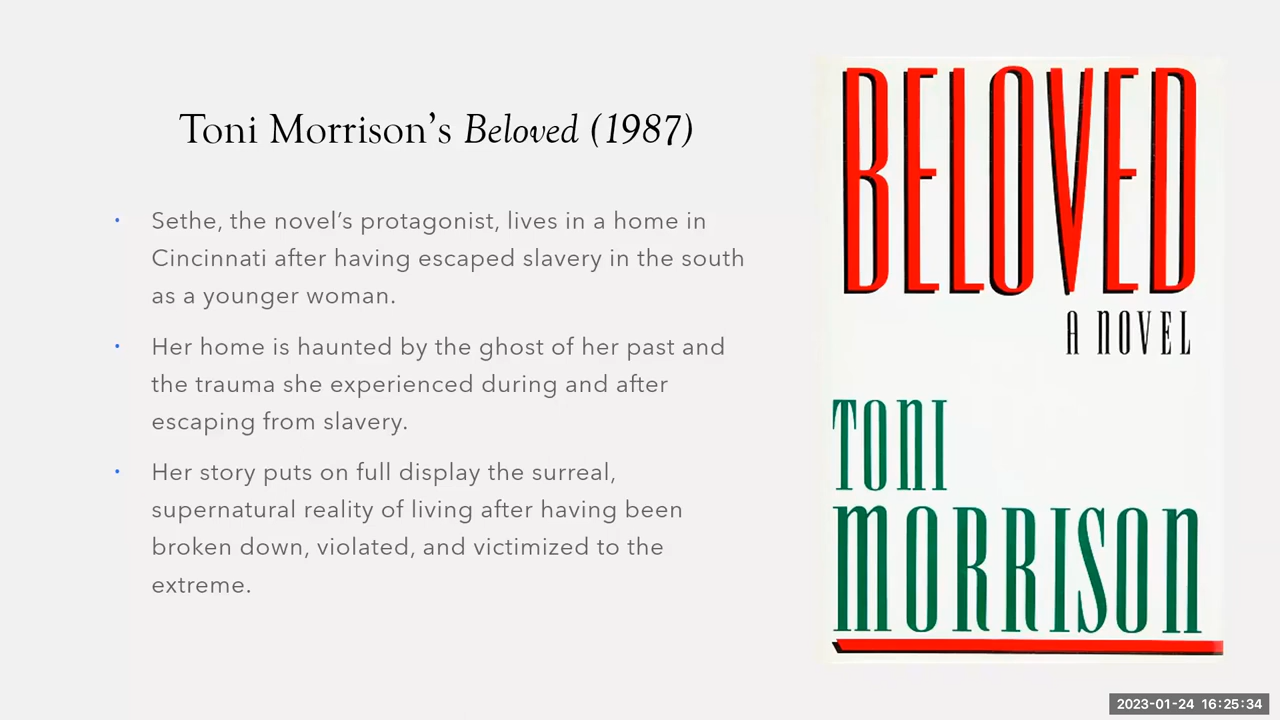 Toni Morrison’s Beloved (1987)
• Sethe, the novel’s protagonist, lives in a home in
Cincinnati after having escaped slavery in the south
as a younger woman.
• Her home is haunted by the ghost of her past and
the trauma she experienced during and after
escaping from slavery.
• Her story puts on full display the surreal,
supernatural reality of living after having been
broken down, violated, and victimized to the
extreme.
BELOVED
A NOVEL
TONI
MORRISON
2023-01-24 16:25:34